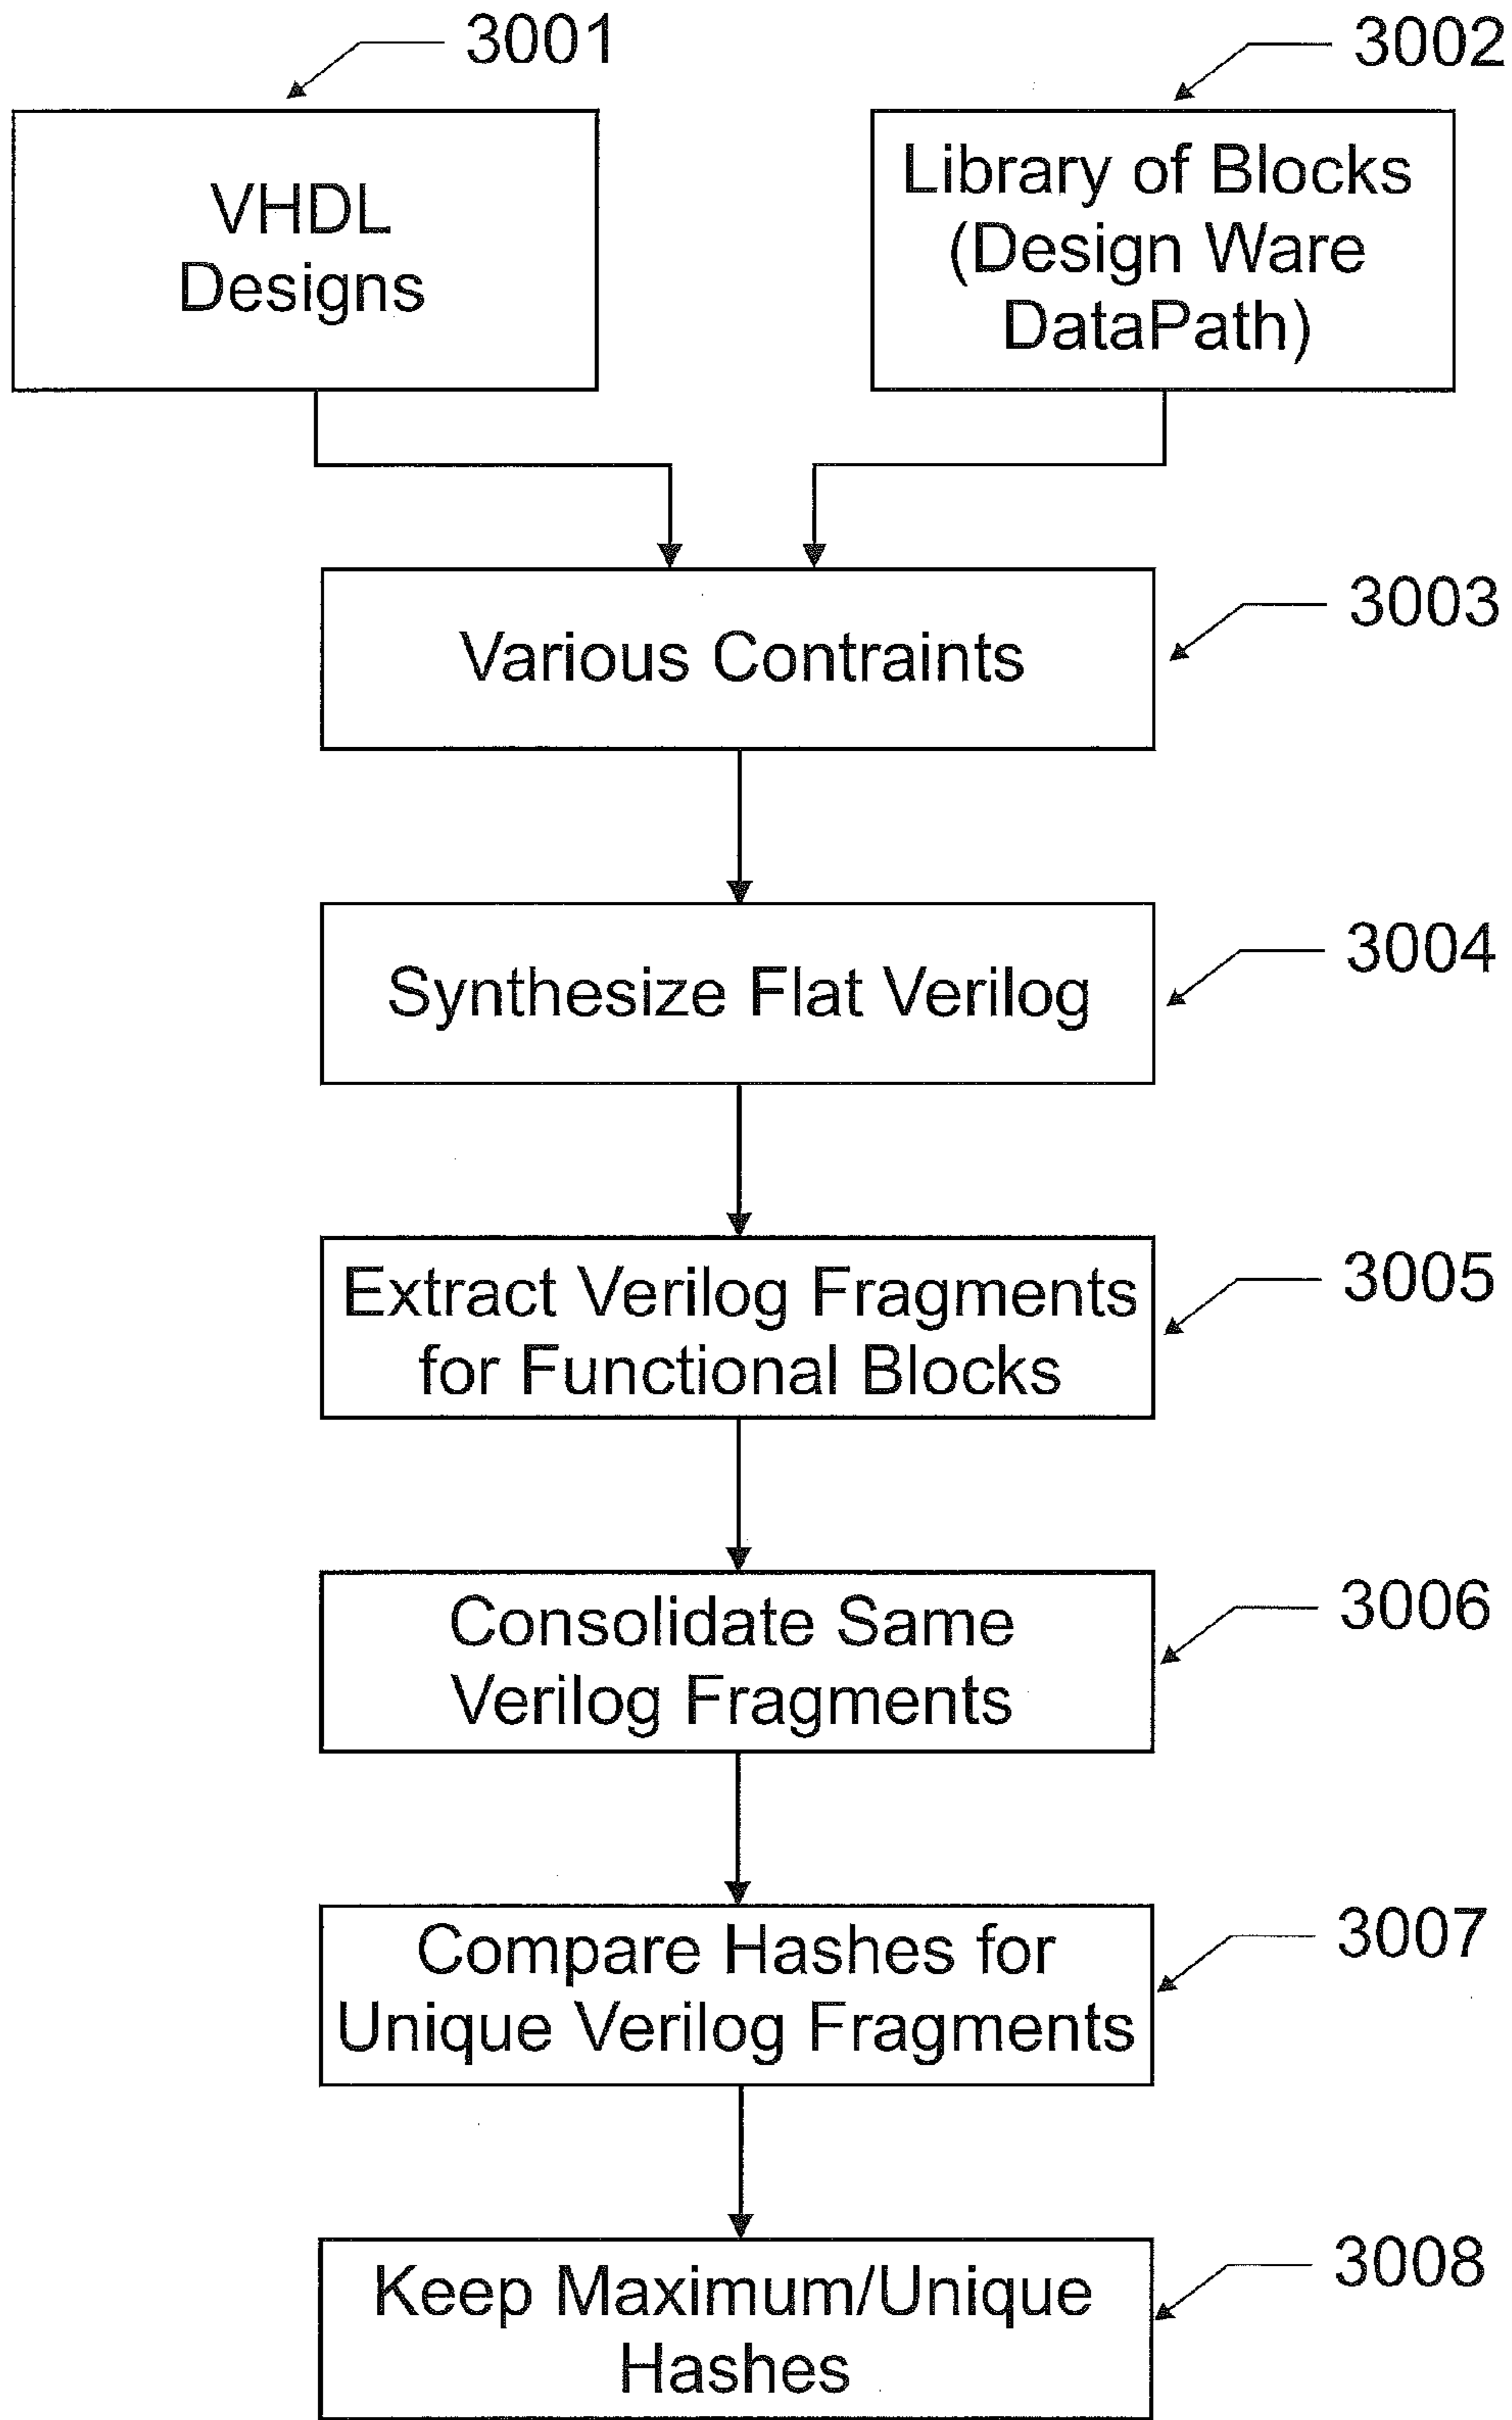 3001
3002
VHDL
Designs
Library of Blocks
(Design Ware
DataPath)
3003
Various Contraints
3004
Synthesize Flat Verilog
3005
Extract Verilog Fragments
for Functional Blocks
3006
Consolidate Same
Verilog Fragments
3007
Compare Hashes for
Unique Verilog Fragments
3008
Keep Maximum/Unique
Hashes